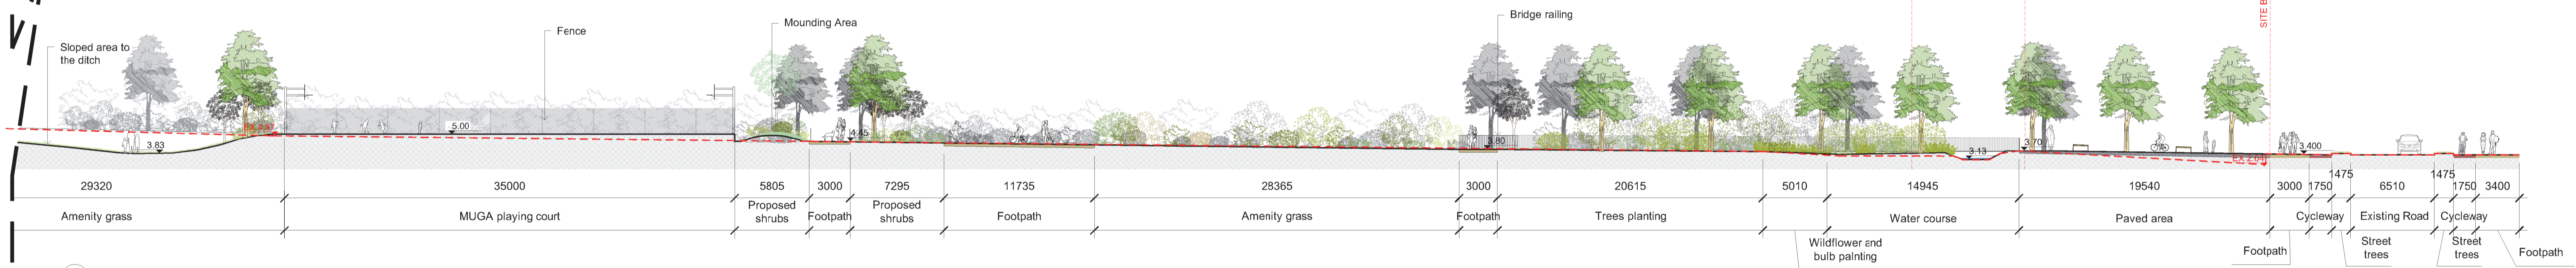 SITE B
Bridge railing
Mounding Area
Fence
Sloped area to
the ditch
5.00
4.45
3.83
3.80
3.70
3.13
3.400
EX 2.64
29320
35000
5805
3000
7295
11735
28365
3000
20615
5010
14945
19540
3000
1750
1475
6510
1475
1750
3400
Amenity grass
MUGA playing court
Proposed
shrubs
Footpath
Proposed
shrubs
Footpath
Amenity grass
Footpath
Trees planting
Water course
Paved area
Cycleway
Existing Road
Cycleway
Wildflower and
bulb palnting
Footpath
Street
trees
Street
trees
Footpath